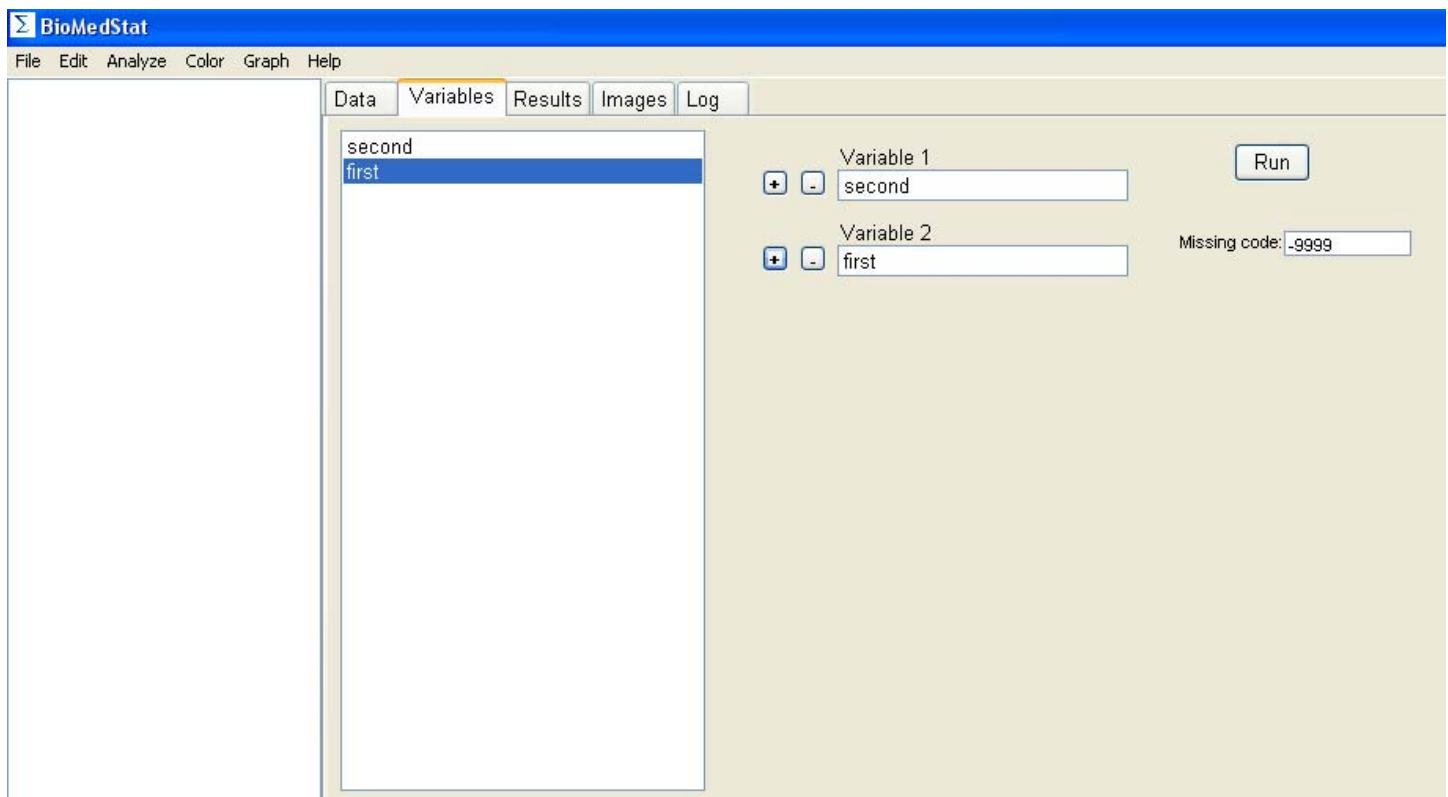 Σ BioMedStat
File Edit Analyze Color Graph Help
Data Variables Results Images Log
second
first
Variable 1
+ - second
Run
Variable 2
+ - first
Missing code: -9999